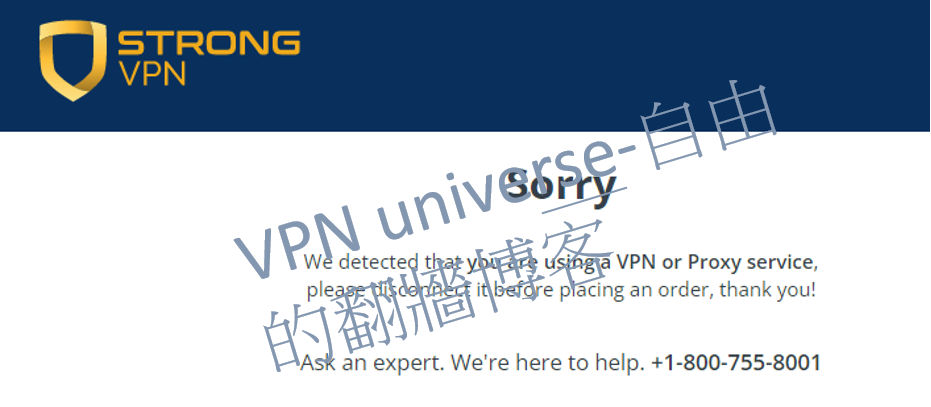 STRONG
VPN
Sorry
We detected that you are using a VPN or Proxy service,
please disconnect it before placing an order, thank you!
Ask an expert. We're here to help. +1-800-755-8001
VPN universe-自由
的翻牆博客